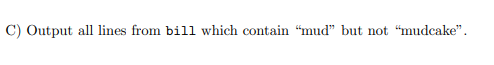 C) Output all lines from bill which contain “mud” but not “mudcake”.